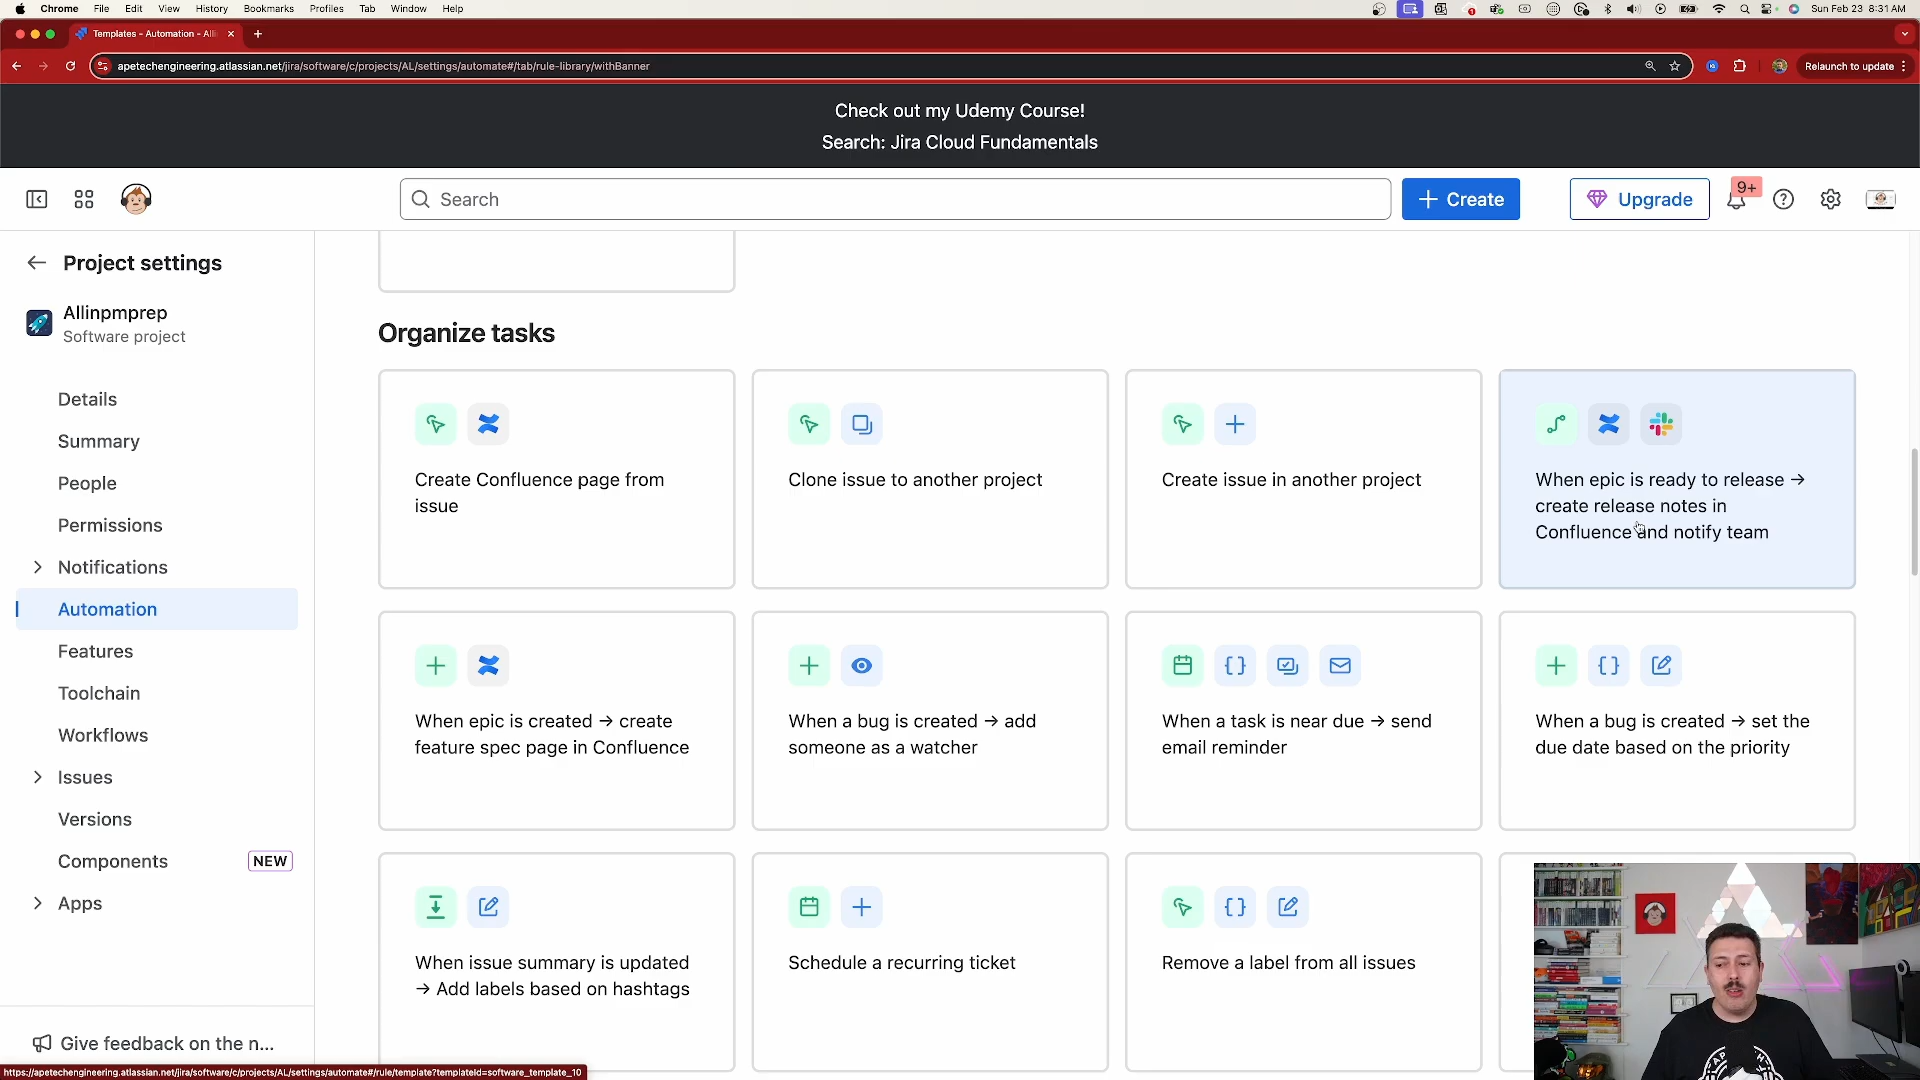 Chrome File Edit View History Bookmarks Profiles Tab Window Help
Sun Feb 23 8:31 AM
Templates - Automation - Alli
apetechengineering.atlassian.net/jira/software/c/projects/AL/settings/automate#/tab/rule-library/withBanner
Relaunch to update
Check out my Udemy Course!
Search: Jira Cloud Fundamentals
Search
Create
Upgrade
9+
Project settings
Allinpmprep
Software project
Details
Summary
People
Permissions
Notifications
Automation
Features
Toolchain
Workflows
Issues
Versions
Components NEW
Apps
Give feedback on the n...
Organize tasks
Create Confluence page from
issue
Clone issue to another project
Create issue in another project
When epic is ready to release →
create release notes in
Confluence and notify team
When epic is created → create
feature spec page in Confluence
When a bug is created → add
someone as a watcher
When a task is near due → send
email reminder
When a bug is created → set the
due date based on the priority
When issue summary is updated
→ Add labels based on hashtags
Schedule a recurring ticket
Remove a label from all issues
https://apetechengineering.atlassian.net/jira/software/c/projects/AL/settings/automate#/rule/template?templateId=software_template_10